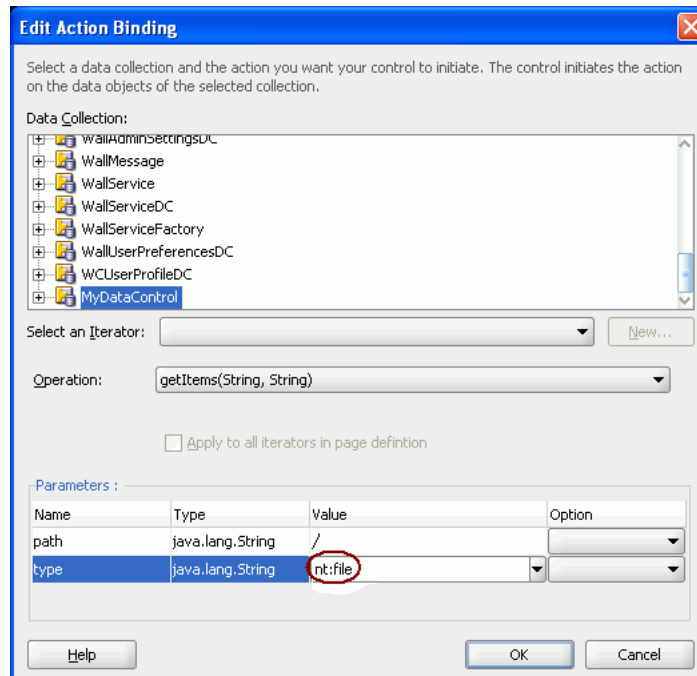 Edit Action Binding
Select a data collection and the action you want your control to initiate. The control initiates the action
on the data objects of the selected collection.
Data Collection:
WallAdminSettingsDC
WallMessage
WallService
WallServiceDC
WallServiceFactory
WallUserPreferencesDC
WCUserProfileDC
MyDataControl
Select an Iterator: New...
Operation: getItems(String, String)
Apply to all iterators in page defintion
Parameters :
Name Type Value Option
path java.lang.String /
type java.lang.String nt:file
Help OK Cancel